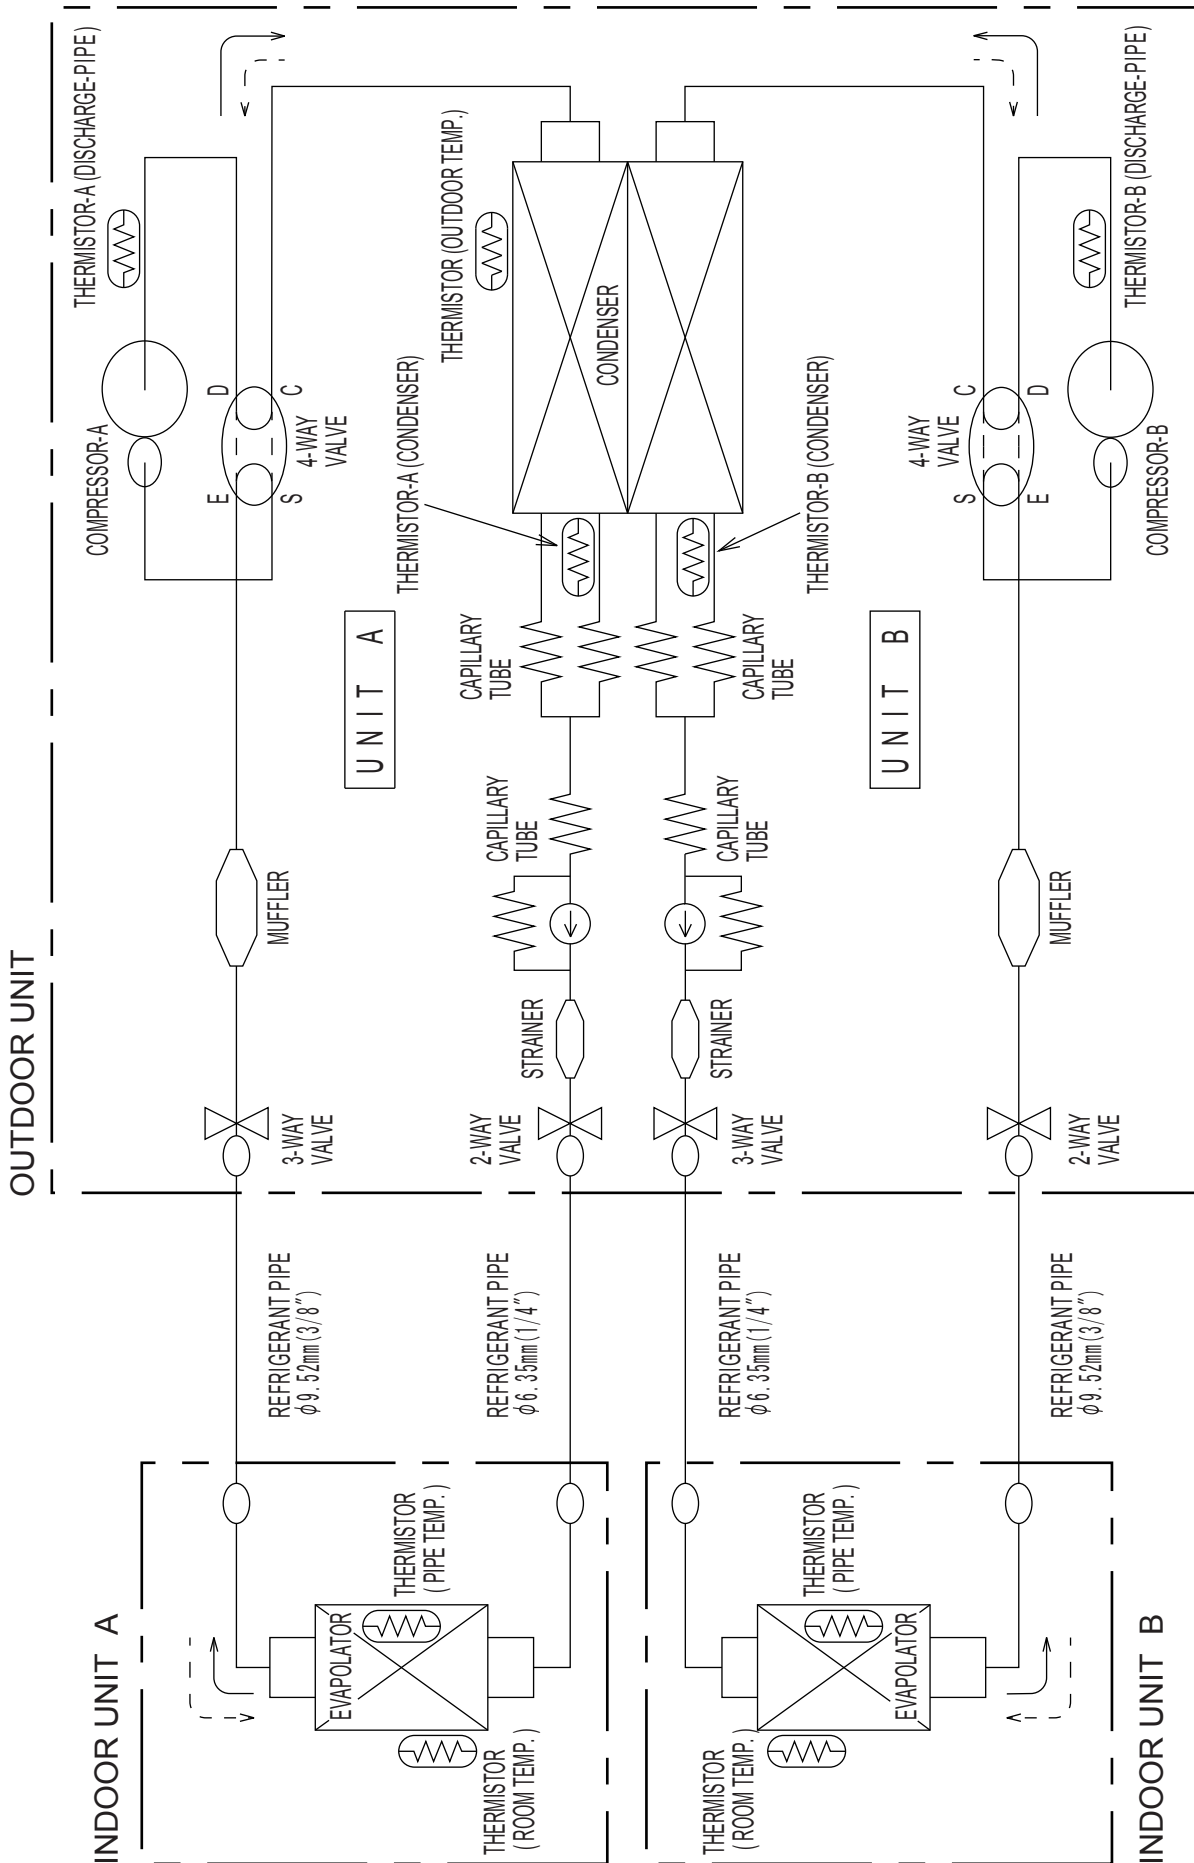 OUTDOOR UNIT
INDOOR UNIT A
INDOOR UNIT B
THERMISTOR-A (DISCHARGE-PIPE)
COMPRESSOR-A
E
D
S
C
4-WAY
VALVE
MUFFLER
3-WAY
VALVE
REFRIGERANT PIPE
φ9.52mm(3/8")
UNIT A
THERMISTOR (OUTDOOR TEMP.)
THERMISTOR-A (CONDENSER)
CONDENSER
CAPILLARY
TUBE
CAPILLARY
TUBE
STRAINER
2-WAY
VALVE
REFRIGERANT PIPE
φ6.35mm(1/4")
THERMISTOR
(PIPE TEMP.)
EVAPOLATOR
THERMISTOR
(ROOM TEMP.)
THERMISTOR-B (CONDENSER)
CAPILLARY
TUBE
CAPILLARY
TUBE
STRAINER
3-WAY
VALVE
REFRIGERANT PIPE
φ6.35mm(1/4")
UNIT B
THERMISTOR-B (DISCHARGE-PIPE)
4-WAY
VALVE
S
C
E
D
COMPRESSOR-B
MUFFLER
2-WAY
VALVE
REFRIGERANT PIPE
φ9.52mm(3/8")
THERMISTOR
(PIPE TEMP.)
EVAPOLATOR
THERMISTOR
(ROOM TEMP.)